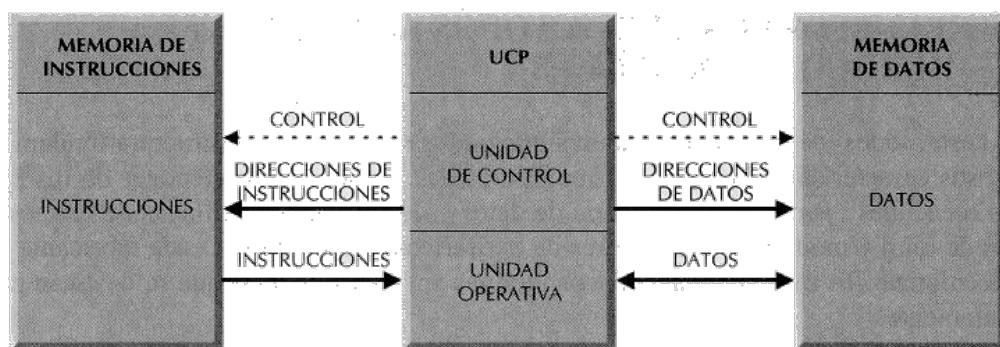 MEMORIA DE
INSTRUCCIONES
INSTRUCCIONES
CONTROL
DIRECCIONES DE
INSTRUCCIONES
INSTRUCCIONES
UCP
UNIDAD
DE CONTROL
UNIDAD
OPERATIVA
CONTROL
DIRECCIONES
DE DATOS
DATOS
MEMORIA
DE DATOS
DATOS